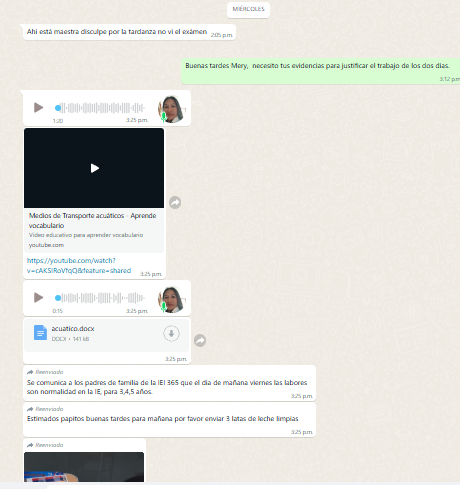 MIÉRCOLES
Ahí está maestra disculpe por la tardanza no vi el exámen
2:05 p.m.
Buenas tardes Mery,  necesito tus evidencias para justificar el trabajo de los dos días.
3:12 p.m.
1:20
3:25 p.m.
Medios de Transporte acuáticos - Aprende
vocabulario
Video educativo para aprender vocabulario
youtube.com
https://youtube.com/watch?
v=cAKSlRoVfqQ&feature=shared
3:25 p.m.
0:15
3:25 p.m.
acuatico.docx
DOCX • 141 kB
3:25 p.m.
Reenviado
Se comunica a los padres de familia de la IEI 365 que el día de mañana viernes las labores
son normalidad en la IE, para 3,4,5 años.
3:25 p.m.
Reenviado
Estimados papitos buenas tardes para mañana por favor enviar 3 latas de leche limpias
3:25 p.m.
Reenviado